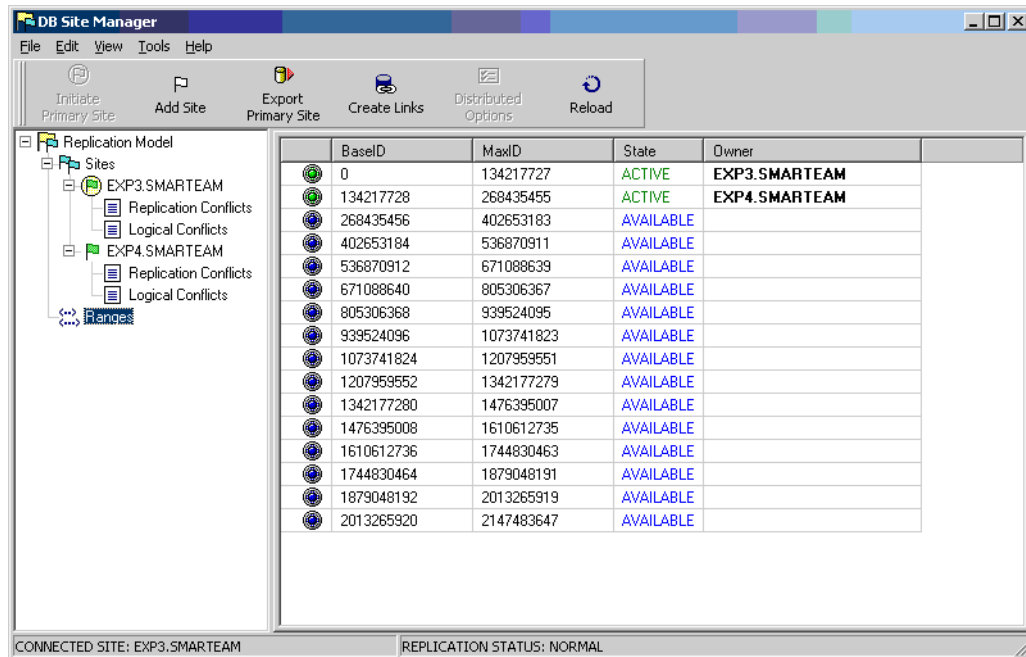 DB Site Manager
File Edit View Tools Help
Initiate Primary Site
Add Site
Export Primary Site
Create Links
Distributed Options
Reload
Replication Model
Sites
EXP3.SMARTEAM
Replication Conflicts
Logical Conflicts
EXP4.SMARTEAM
Replication Conflicts
Logical Conflicts
Ranges
BaseID MaxID State Owner
0 134217727 ACTIVE EXP3.SMARTEAM
134217728 268435455 ACTIVE EXP4.SMARTEAM
268435456 402653183 AVAILABLE
402653184 536870911 AVAILABLE
536870912 671088639 AVAILABLE
671088640 805306367 AVAILABLE
805306368 939524095 AVAILABLE
939524096 1073741823 AVAILABLE
1073741824 1207959551 AVAILABLE
1207959552 1342177279 AVAILABLE
1342177280 1476395007 AVAILABLE
1476395008 1610612735 AVAILABLE
1610612736 1744830463 AVAILABLE
1744830464 1879048191 AVAILABLE
1879048192 2013265919 AVAILABLE
2013265920 2147483647 AVAILABLE
CONNECTED SITE: EXP3.SMARTEAM
REPLICATION STATUS: NORMAL